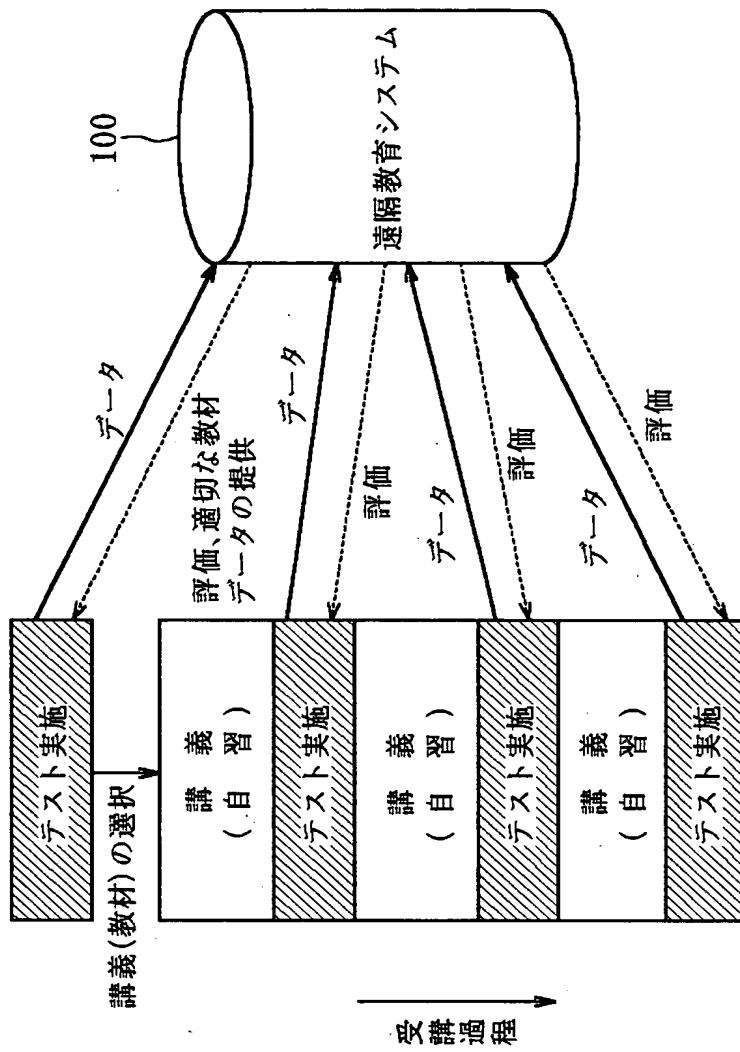 100
遠隔教育システム
データ
評価、適切な教材
データの提供
データ
評価
データ
評価
データ
評価
テスト実施
講義(教材)の選択
講義
(自習)
テスト実施
講義
(自習)
テスト実施
講義
(自習)
テスト実施
受講過程